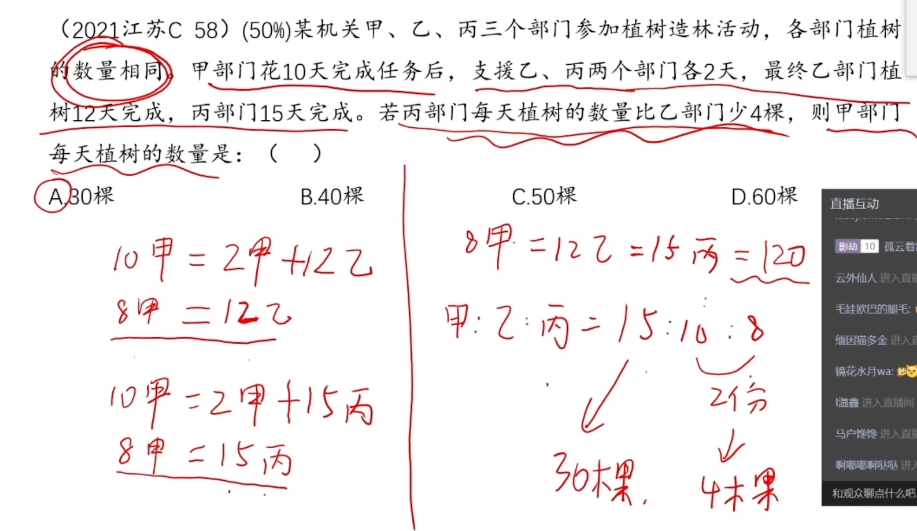 （2021江苏C 58）(50%)某机关甲、乙、丙三个部门参加植树造林活动，各部门植树
的数量相同。甲部门花10天完成任务后，支援乙、丙两个部门各2天，最终乙部门植
树12天完成，丙部门15天完成。若丙部门每天植树的数量比乙部门少4棵，则甲部门
每天植树的数量是：（ ）
A.30棵 B.40棵 C.50棵 D.60棵
10甲=2甲+12乙
8甲=12乙
10甲=2甲+15丙
8甲=15丙
8甲=12乙=15丙=120
甲:乙:丙=15:10:8
2份
30棵.
4棵
直播互动
影劫 10 孤云若
云外仙人 进入直播
毛娃欧巴的腿毛:
缅因猫多金 进入直
镜花水月wa:
I温鑫 进入直播间
马户馋馋 进入直播
啊嘟嘟啊哒哒 进入
和观众聊点什么吧